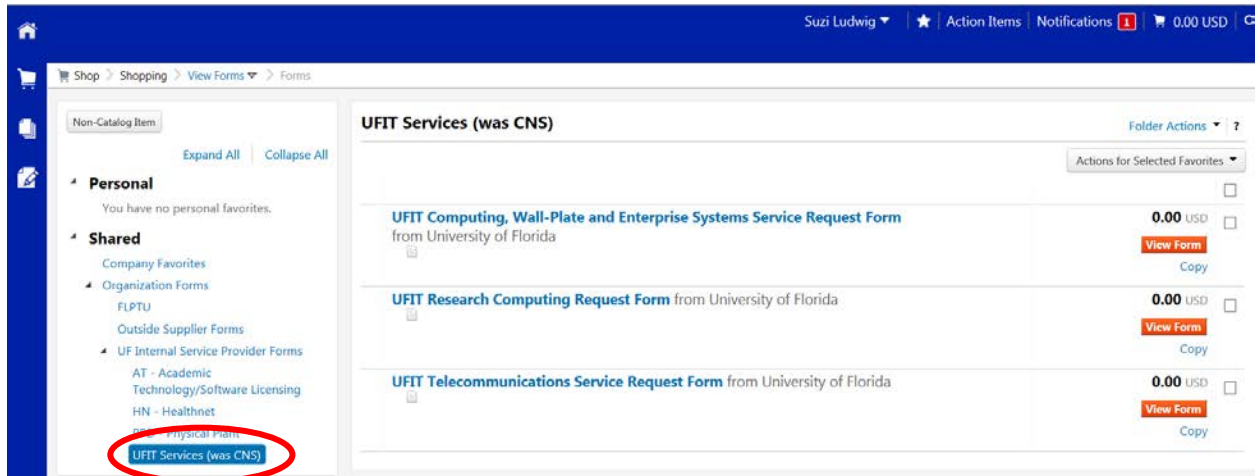 Suzi Ludwig Action Items Notifications 1 0.00 USD
Shop > Shopping > View Forms > Forms
Non-Catalog Item
Expand All Collapse All
Personal
You have no personal favorites.
Shared
Company Favorites
Organization Forms
FLPTU
Outside Supplier Forms
UF Internal Service Provider Forms
AT - Academic
Technology/Software Licensing
HN - Healthnet
Physical Plant
UFIT Services (was CNS)
UFIT Services (was CNS)
Folder Actions ?
Actions for Selected Favorites
UFIT Computing, Wall-Plate and Enterprise Systems Service Request Form
from University of Florida
0.00 USD
View Form
Copy
UFIT Research Computing Request Form from University of Florida
0.00 USD
View Form
Copy
UFIT Telecommunications Service Request Form from University of Florida
0.00 USD
View Form
Copy